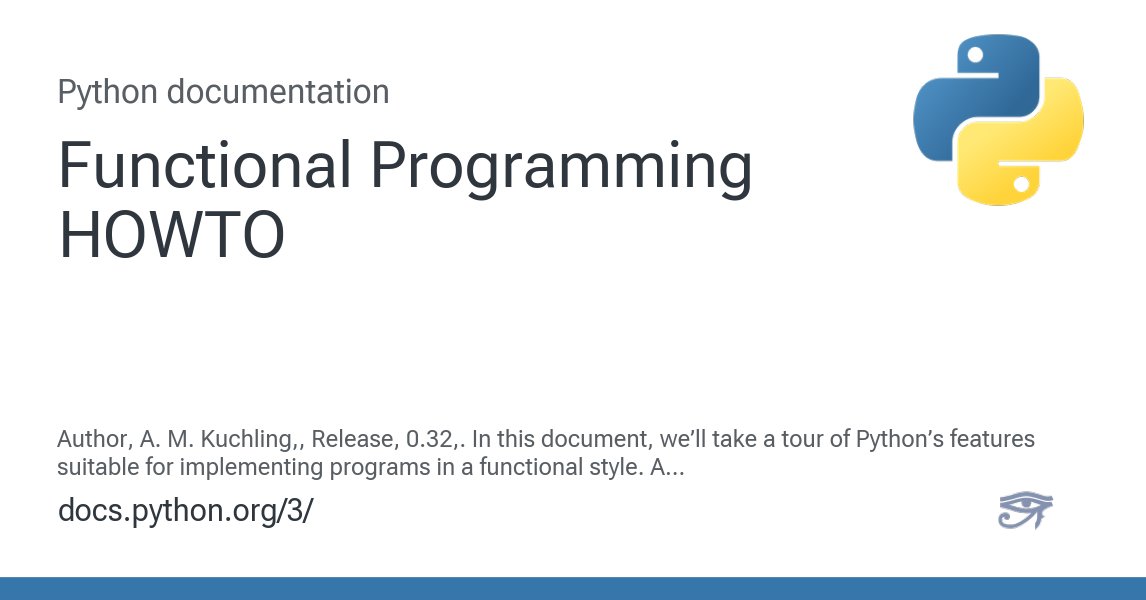 Python documentation
Functional Programming
HOWTO
Author, A. M. Kuchling,, Release, 0.32,. In this document, we’ll take a tour of Python’s features
suitable for implementing programs in a functional style. A...
docs.python.org/3/